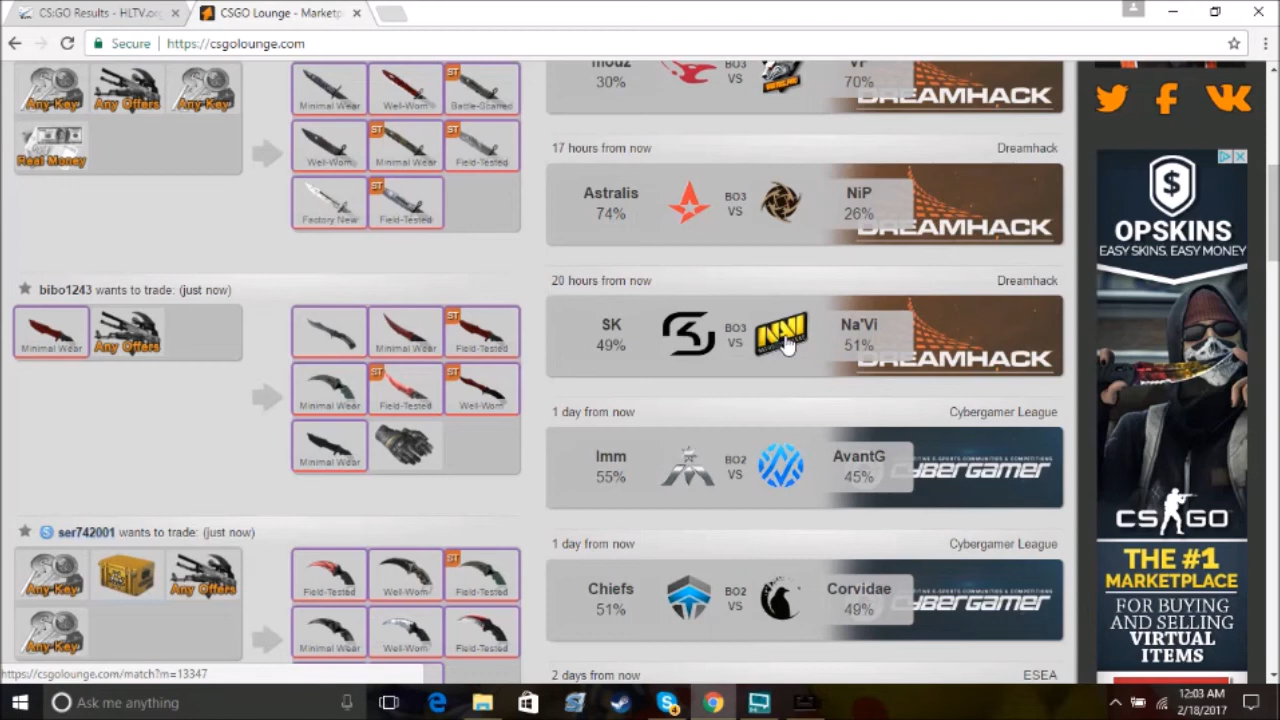 CS:GO Results - HLTV.org
CSGO Lounge - Marketp
Secure
https://csgolounge.com
Any Key
Any Offers
Any Key
Real Money
ST
Minimal Wear
Well-Worn
Battle-Scarred
ST
ST
Well-Worn
Minimal Wear
Field-Tested
ST
Factory New
Field-Tested
bibo1243 wants to trade: (just now)
Minimal Wear
Any Offers
ST
Minimal Wear
Field-Tested
ST
ST
Minimal Wear
Field-Tested
Well-Worn
Minimal Wear
ser742001 wants to trade: (just now)
Any Key
Any Offers
Any Key
ST
Field-Tested
Well-Worn
Field-Tested
Minimal Wear
Well-Worn
Minimal Wear
mouz
30%
BO3
VS
VP
70%
DREAMHACK
17 hours from now
Dreamhack
Astralis
74%
BO3
VS
NiP
26%
DREAMHACK
20 hours from now
Dreamhack
SK
49%
BO3
VS
NAVI
Na'Vi
51%
DREAMHACK
1 day from now
Cybergamer League
Imm
55%
BO2
VS
AvantG
45%
CYBERGAMER
1 day from now
Cybergamer League
Chiefs
51%
BO2
VS
Corvidae
49%
CYBERGAMER
2 days from now
ESEA
OPSKINS
EASY SKINS, EASY MONEY
CS GO
THE #1
MARKETPLACE
FOR BUYING
AND SELLING
VIRTUAL
ITEMS
https://csgolounge.com/match?m=13347
Ask me anything
4
12:03 AM
2/18/2017